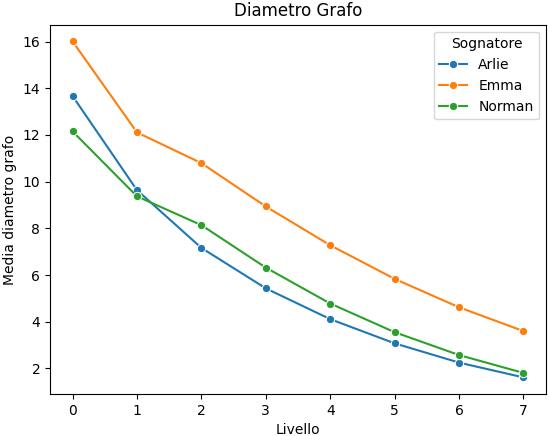 Diametro Grafo
Media diametro grafo
16
14
12
10
8
6
4
2
Sognatore
Arlie
Emma
Norman
0 1 2 3 4 5 6 7
Livello